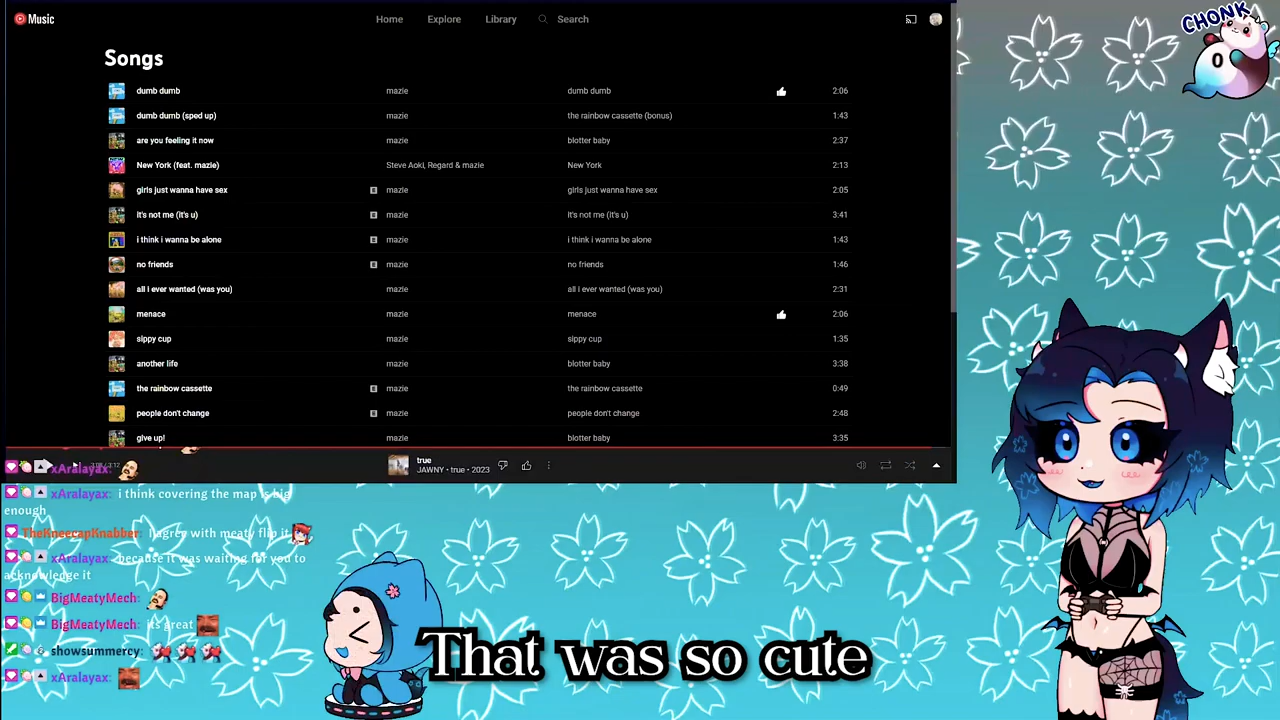 Music
Home Explore Library Search
CHONK
0
Songs
dumb dumb mazie dumb dumb 2:06
dumb dumb (sped up) mazie the rainbow cassette (bonus) 1:43
are you feeling it now mazie blotter baby 2:37
New York (feat. mazie) Steve Aoki, Regard & mazie New York 2:13
girls just wanna have sex E mazie girls just wanna have sex 2:05
it's not me (it's u) E mazie it's not me (it's u) 3:41
i think i wanna be alone E mazie i think i wanna be alone 1:43
no friends E mazie no friends 1:46
all i ever wanted (was you) mazie all i ever wanted (was you) 2:31
menace mazie menace 2:06
sippy cup mazie sippy cup 1:35
another life mazie blotter baby 3:38
the rainbow cassette E mazie the rainbow cassette 0:49
people don't change E mazie people don't change 2:48
give up! mazie blotter baby 3:35
true
JAWNY • true • 2023
xAralayax:
xAralayax: i think covering the map is big
enough
TheKneecapKnabber: I agree with meaty flip it
xAralayax: because it was waiting for you to
acknowledge it
BigMeatyMech:
BigMeatyMech: its great
showsummercy:
xAralayax:
That was so cute